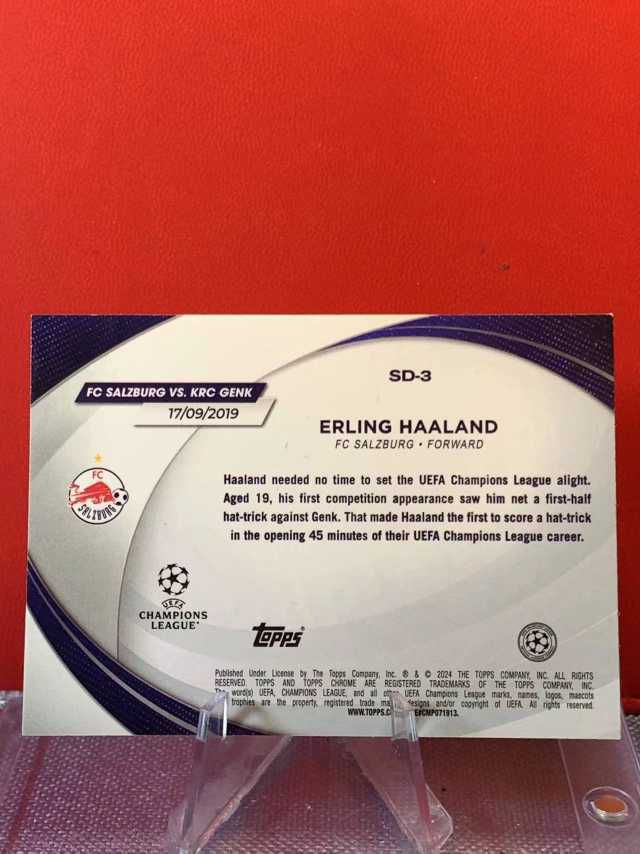 SD-3
FC SALZBURG VS. KRC GENK
17/09/2019
ERLING HAALAND
FC SALZBURG • FORWARD
FC
SALZBURG
Haaland needed no time to set the UEFA Champions League alight.
Aged 19, his first competition appearance saw him net a first-half
hat-trick against Genk. That made Haaland the first to score a hat-trick
in the opening 45 minutes of their UEFA Champions League career.
UEFA
CHAMPIONS
LEAGUE
Topps
Published Under License by The Topps Company, Inc. ® & © 2024 THE TOPPS COMPANY, INC. ALL RIGHTS
RESERVED. TOPPS AND TOPPS CHROME ARE REGISTERED TRADEMARKS OF THE TOPPS COMPANY, INC.
The word(s) UEFA, CHAMPIONS LEAGUE, and all UEFA Champions League marks, names, logos, mascots
trophies are the property, registered trade designs and/or copyright of UEFA. All rights reserved.
WWW.TOPPS. #CMP071913.